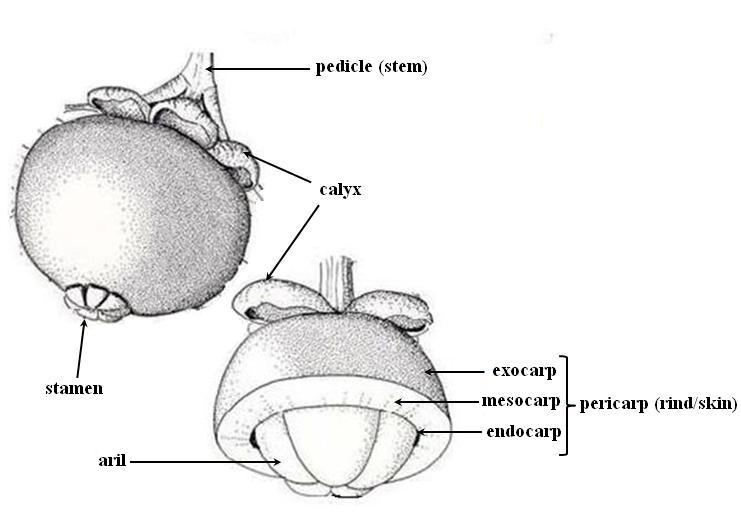 pedicle (stem)
calyx
stamen
exocarp
mesocarp
pericarp (rind/skin)
endocarp
aril